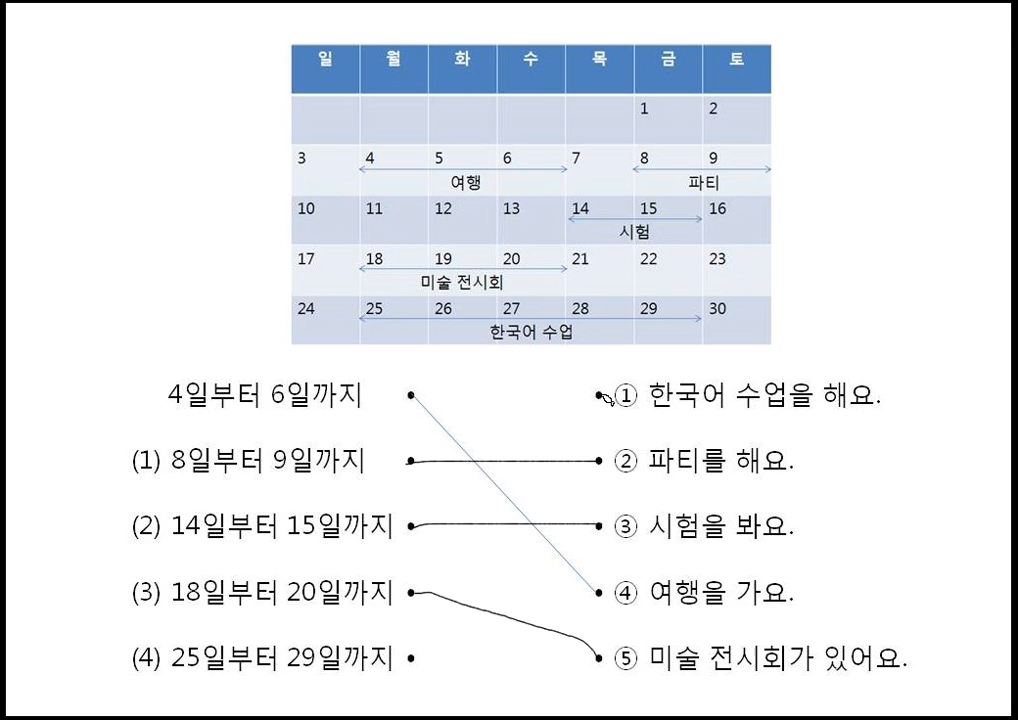 일 월 화 수 목 금 토
1 2
3 4 5 6 7 8 9
여행 파티
10 11 12 13 14 15 16
시험
17 18 19 20 21 22 23
미술 전시회
24 25 26 27 28 29 30
한국어 수업
4일부터 6일까지 ① 한국어 수업을 해요.
(1) 8일부터 9일까지 ② 파티를 해요.
(2) 14일부터 15일까지 ③ 시험을 봐요.
(3) 18일부터 20일까지 ④ 여행을 가요.
(4) 25일부터 29일까지 ⑤ 미술 전시회가 있어요.